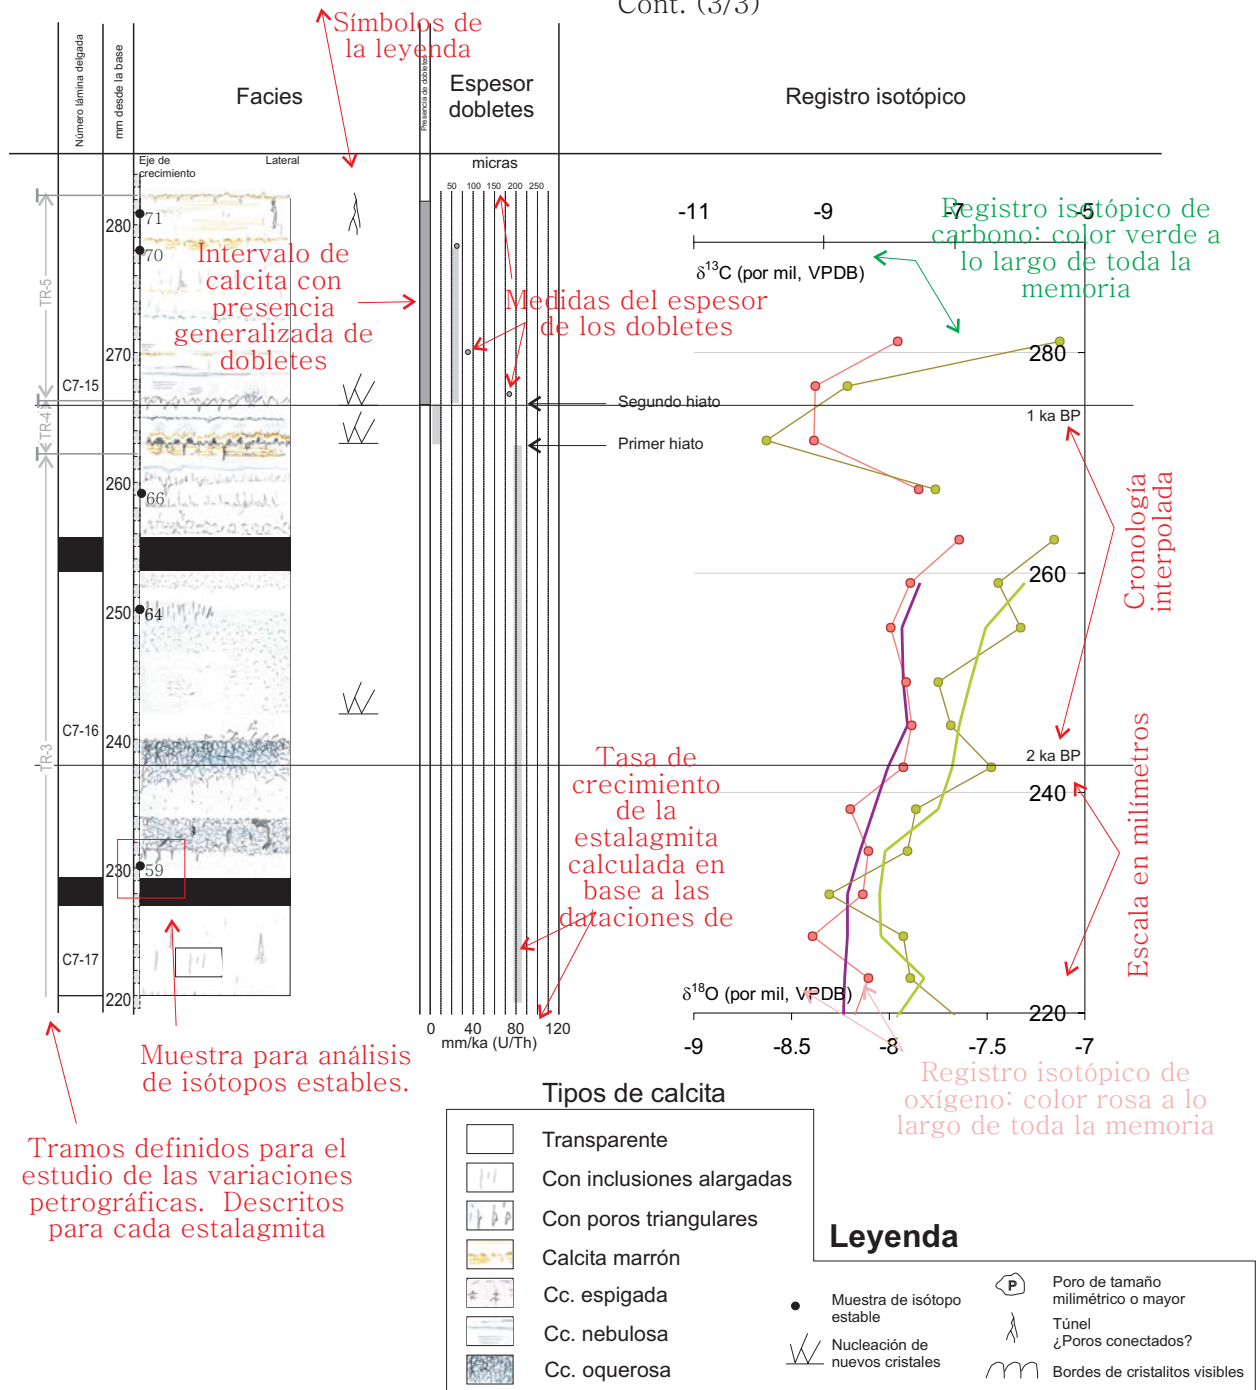 Cont. (3/3)
Símbolos de
la leyenda
Número lámina delgada
mm desde la base
Facies
Presencia de dobletes
Espesor
dobletes
Registro isotópico
Eje de
crecimiento
Lateral
micras
50 100 150 200 250
-11 -9 -7 -5
δ13C (por mil, VPDB)
Registro isotópico de
carbono: color verde a
lo largo de toda la
memoria
280
270
260
250
240
230
220
71
70
66
64
59
TR-5
TR-4
TR-3
C7-15
C7-16
C7-17
Intervalo de
calcita con
presencia
generalizada de
dobletes
Medidas del espesor
de los dobletes
Segundo hiato
Primer hiato
280
1 ka BP
260
2 ka BP
240
220
Cronología
interpolada
Escala en milímetros
Tasa de
crecimiento
de la
estalagmita
calculada en
base a las
dataciones de
δ18O (por mil, VPDB)
0 40 80 120
mm/ka (U/Th)
-9 -8.5 -8 -7.5 -7
Muestra para análisis
de isótopos estables.
Registro isotópico de
oxígeno: color rosa a lo
largo de toda la memoria
Tramos definidos para el
estudio de las variaciones
petrográficas. Descritos
para cada estalagmita
Tipos de calcita
Transparente
Con inclusiones alargadas
Con poros triangulares
Calcita marrón
Cc. espigada
Cc. nebulosa
Cc. oquerosa
Leyenda
Muestra de isótopo
estable
Nucleación de
nuevos cristales
P
Poro de tamaño
milimétrico o mayor
Túnel
¿Poros conectados?
Bordes de cristalitos visibles